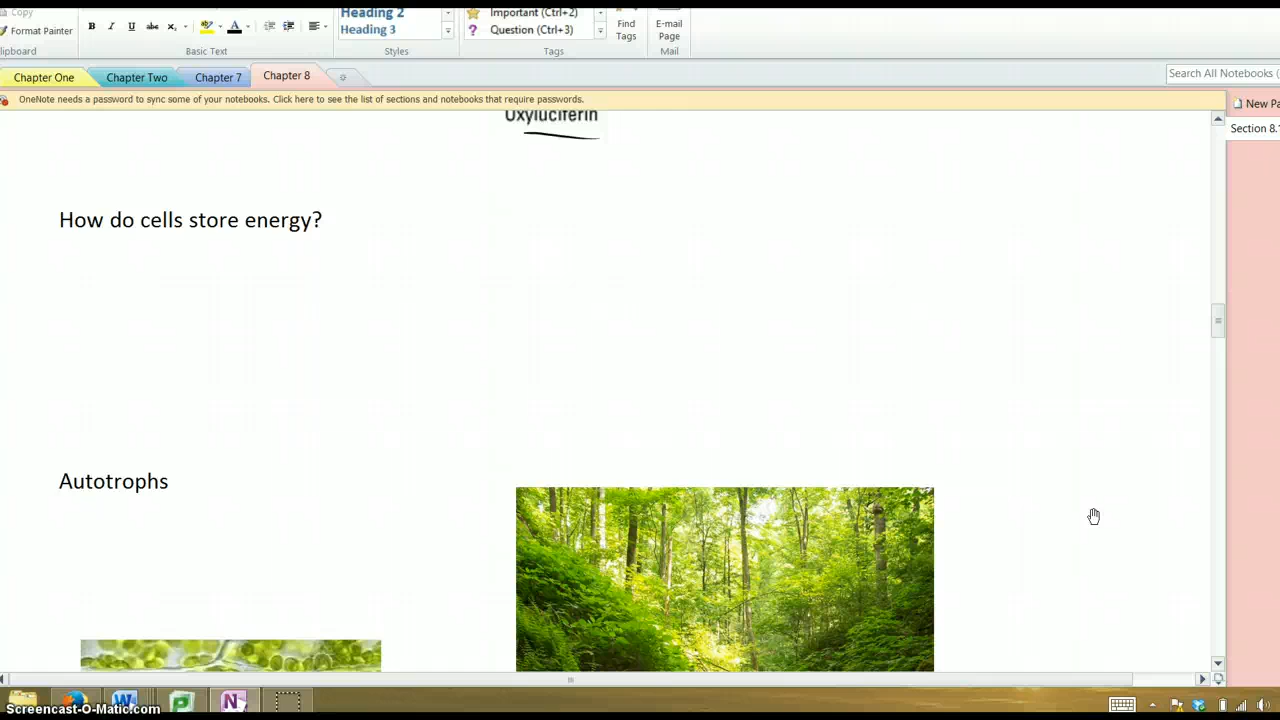 Copy
Format Painter
lipboard
B I U abc x₂ A
Basic Text
Heading 2
Heading 3
Styles
Important (Ctrl+2)
Question (Ctrl+3)
Tags
Find
Tags
E-mail
Page
Mail
Chapter One
Chapter Two
Chapter 7
Chapter 8
Search All Notebooks (
OneNote needs a password to sync some of your notebooks. Click here to see the list of sections and notebooks that require passwords.
New Pa
Section 8.1
Oxyluciferin
How do cells store energy?
Autotrophs
Screencast-O-Matic.com